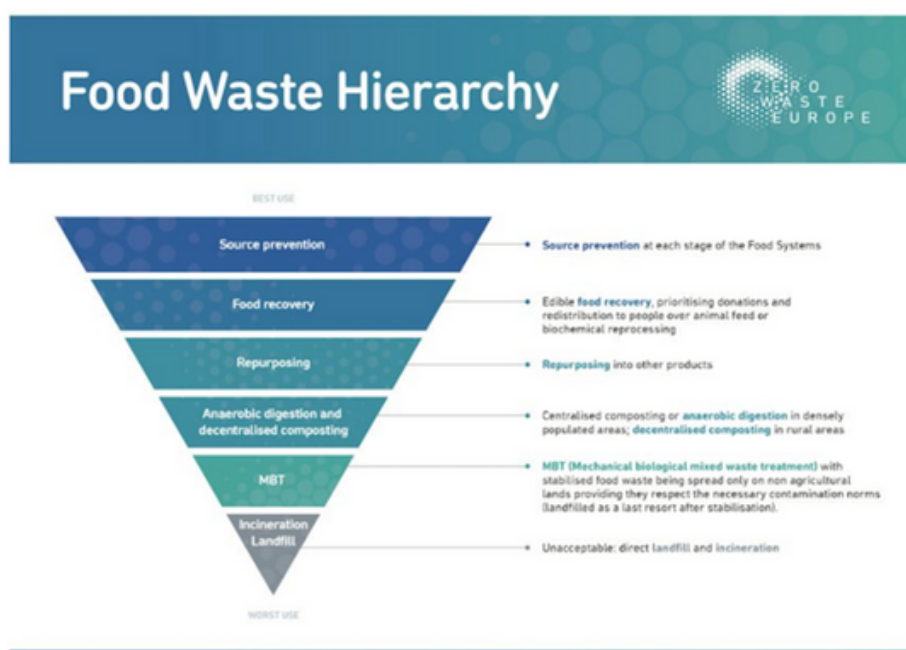 Food Waste Hierarchy
ZERO
WASTE
EUROPE
BEST USE
Source prevention
Source prevention at each stage of the Food Systems
Food recovery
Edible food recovery, prioritising donations and
redistribution to people over animal feed or
biochemical reprocessing
Repurposing
Repurposing into other products
Anaerobic digestion and
decentralised composting
Centralised composting or anaerobic digestion in densely
populated areas; decentralised composting in rural areas
MBT
MBT (Mechanical biological mixed waste treatment) with
stabilised food waste being spread only on non agricultural
lands providing they respect the necessary contamination norms
(landfilled as a last resort after stabilisation).
Incineration
Landfill
Unacceptable: direct landfill and incineration
WORST USE